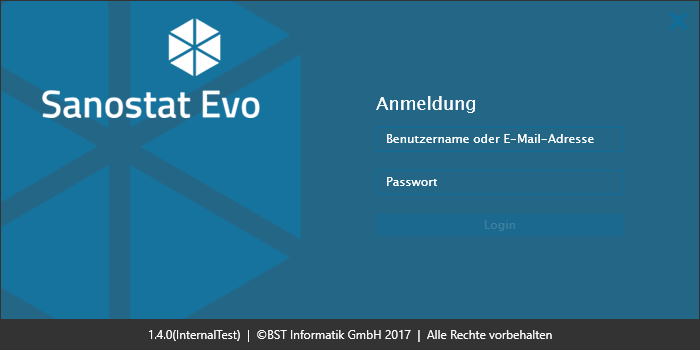 Sanostat Evo
Anmeldung
Benutzername oder E-Mail-Adresse
Passwort
Login
1.4.0(InternalTest) | ©BST Informatik GmbH 2017 | Alle Rechte vorbehalten